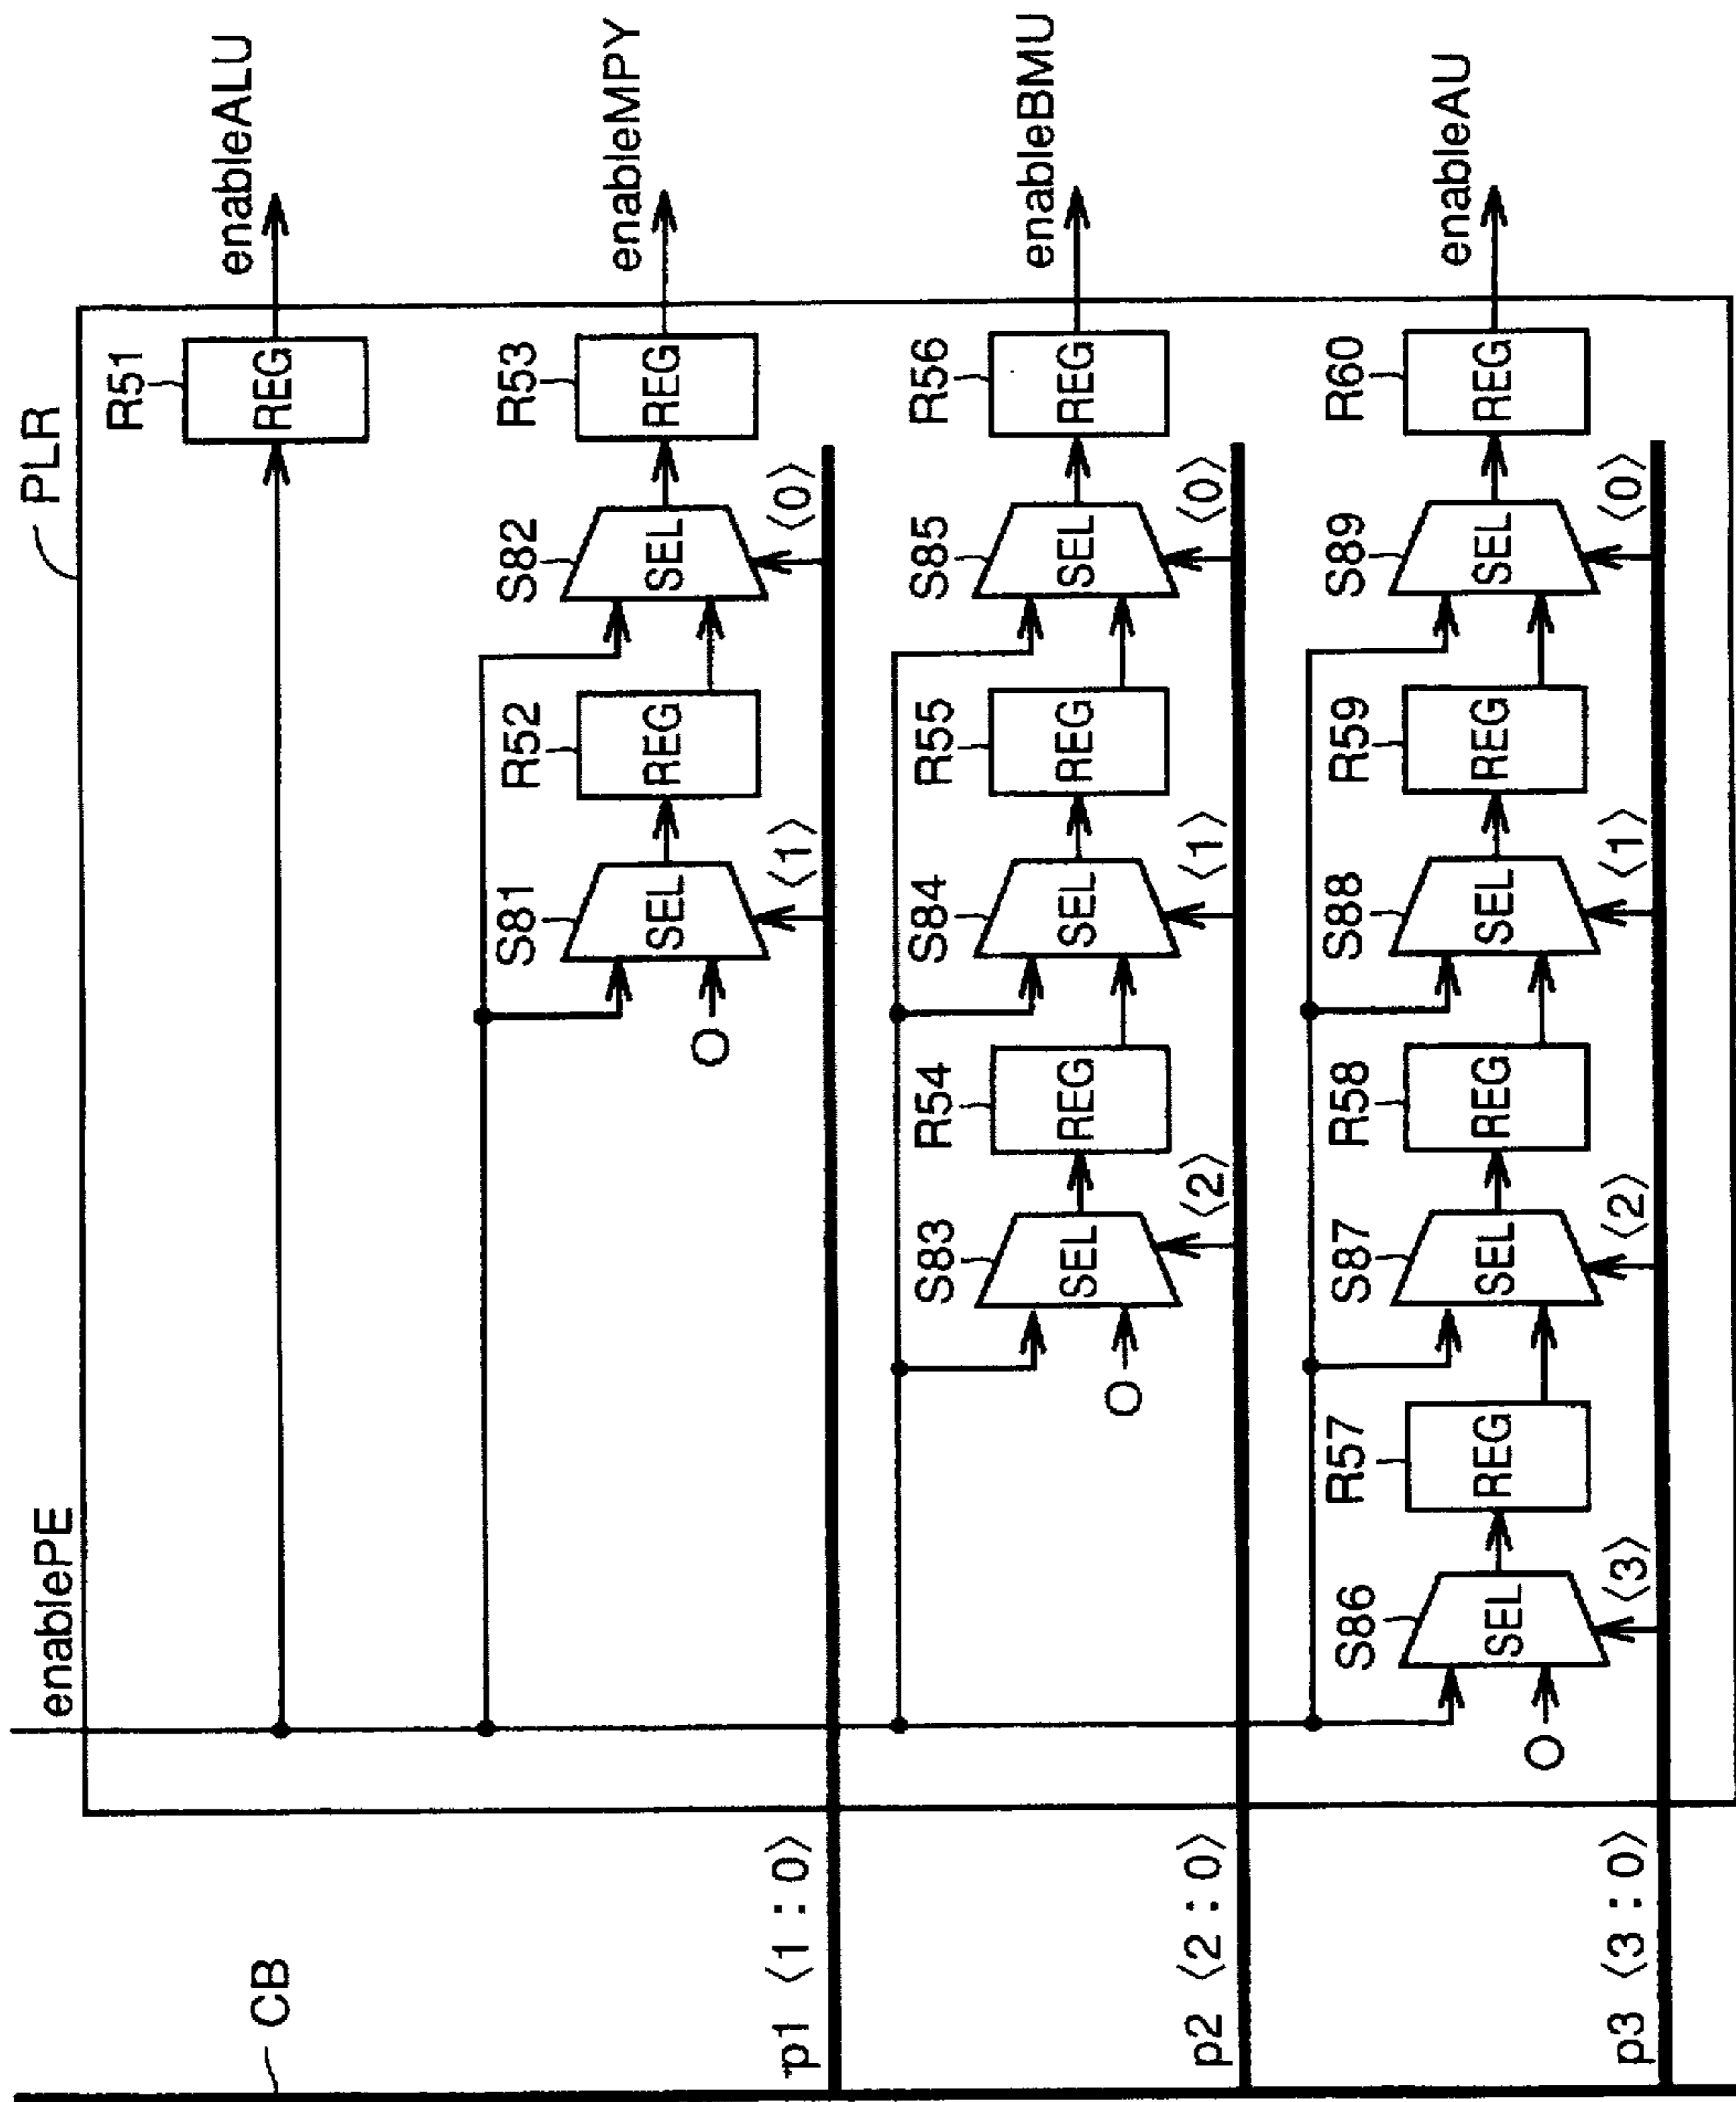 enablePE
PLR
R51
REG
enableALU
S81
SEL
O
<1>
R52
REG
S82
SEL
<0>
R53
REG
enableMPY
CB
p1 <1 : 0>
S83
SEL
O
<2>
R54
REG
S84
SEL
<1>
R55
REG
S85
SEL
<0>
R56
REG
enableBMU
p2 <2 : 0>
S86
SEL
O
<3>
R57
REG
S87
SEL
<2>
R58
REG
S88
SEL
<1>
R59
REG
S89
SEL
<0>
R60
REG
enableAU
p3 <3 : 0>